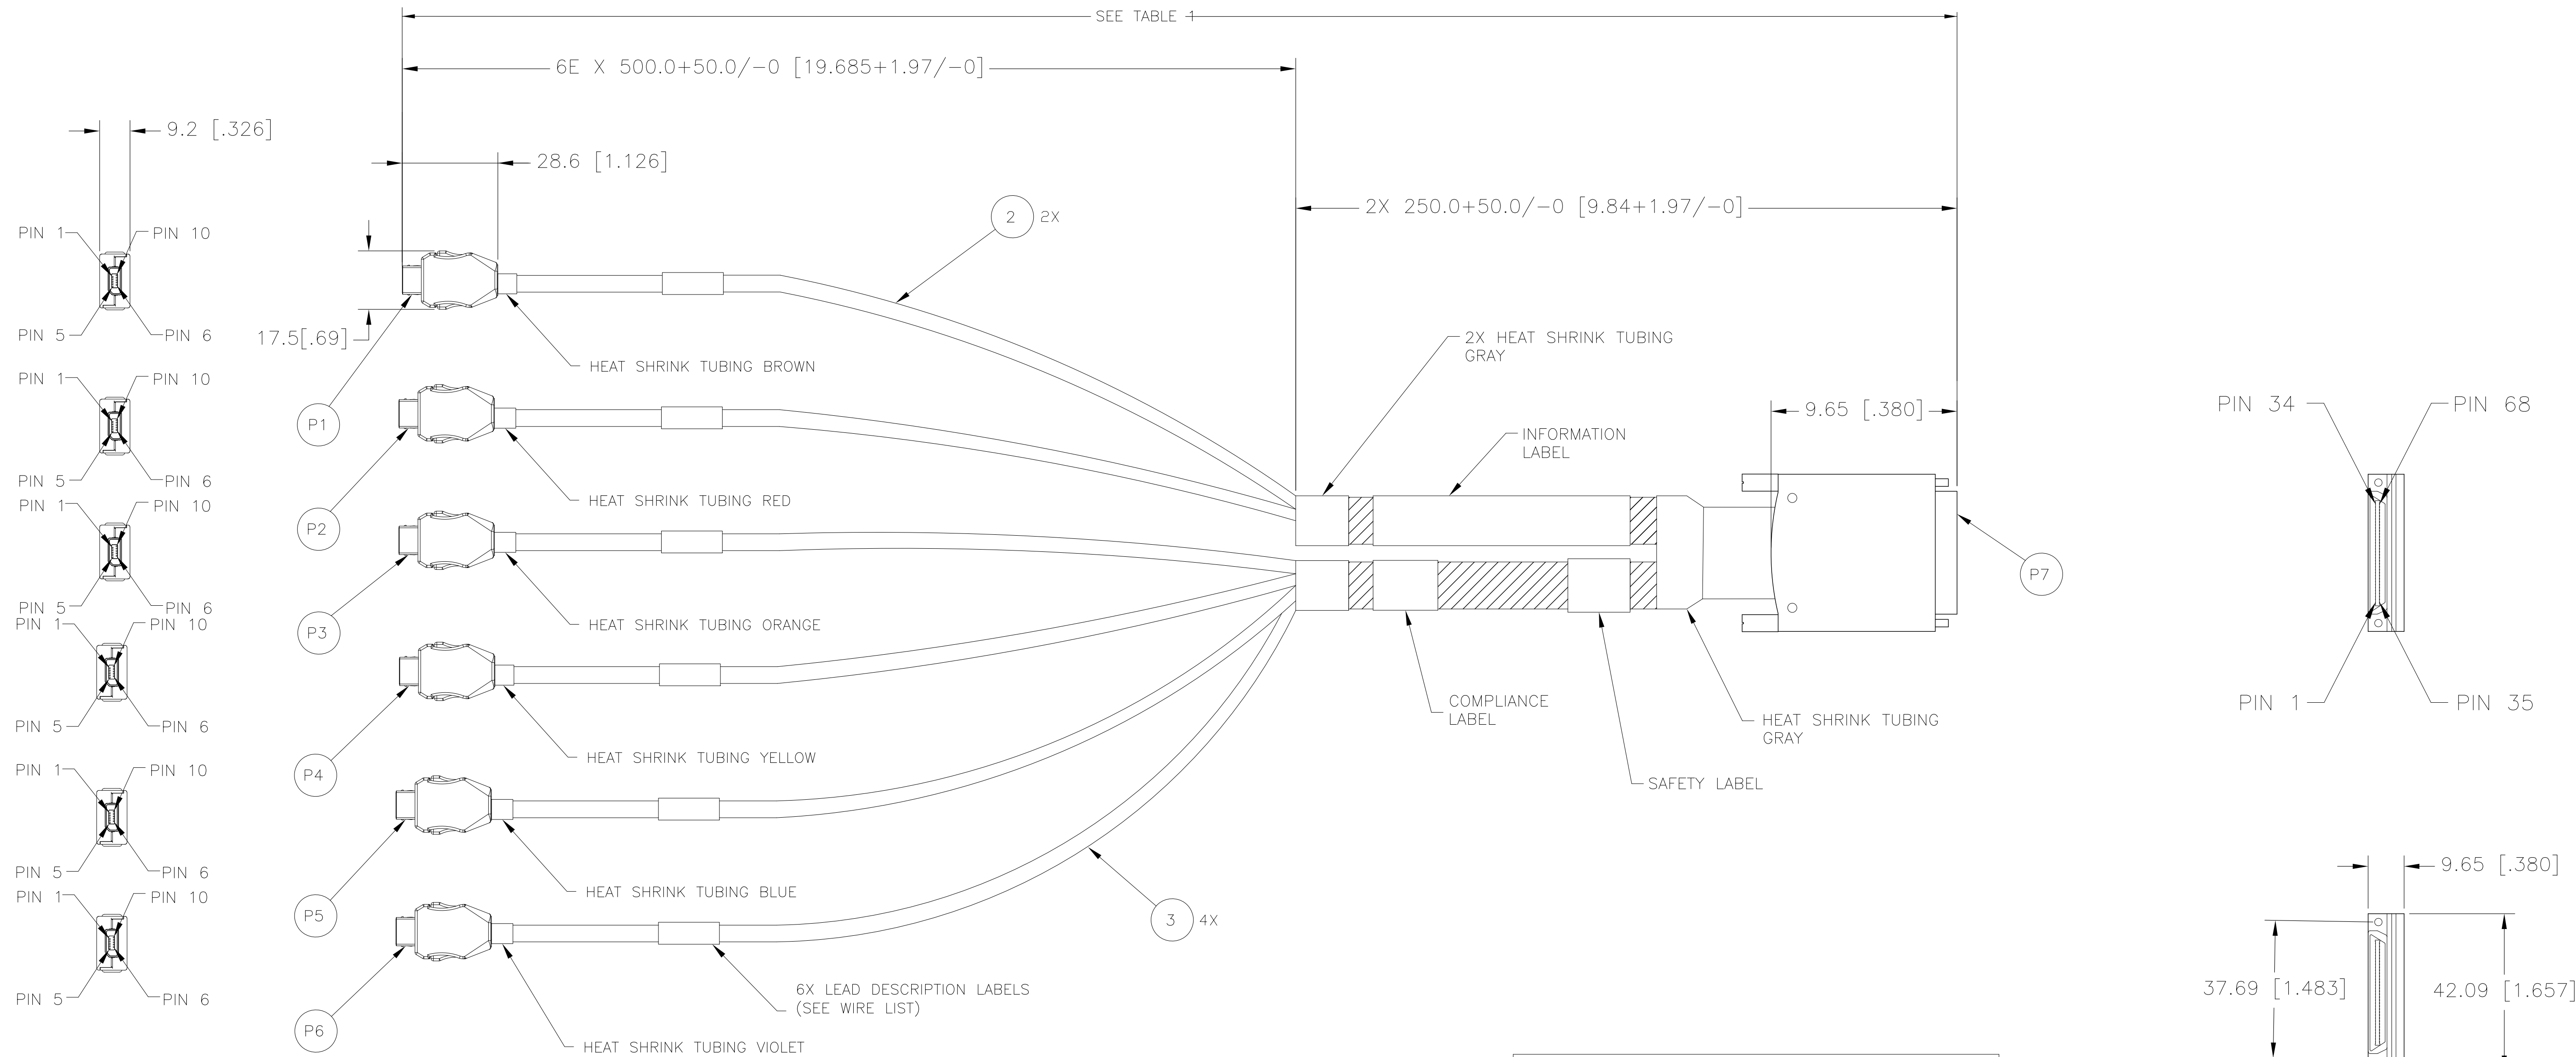 SEE TABLE 1
6E X 500.0+50.0/-0 [19.685+1.97/-0]
9.2 [.326]
28.6 [1.126]
2X 250.0+50.0/-0 [9.84+1.97/-0]
2 2X
PIN 1 PIN 10
PIN 5 PIN 6
17.5[.69]
HEAT SHRINK TUBING BROWN
2X HEAT SHRINK TUBING
GRAY
PIN 1 PIN 10
PIN 5 PIN 6
P1
HEAT SHRINK TUBING RED
INFORMATION
LABEL
9.65 [.380]
PIN 34 PIN 68
PIN 1 PIN 10
PIN 5 PIN 6
P2
HEAT SHRINK TUBING ORANGE
P7
PIN 1 PIN 10
PIN 5 PIN 6
P3
HEAT SHRINK TUBING YELLOW
COMPLIANCE
LABEL
HEAT SHRINK TUBING
GRAY
SAFETY LABEL
PIN 1 PIN 35
PIN 1 PIN 10
PIN 5 PIN 6
P4
HEAT SHRINK TUBING BLUE
3 4X
9.65 [.380]
PIN 1 PIN 10
PIN 5 PIN 6
P5
6X LEAD DESCRIPTION LABELS
(SEE WIRE LIST)
37.69 [1.483]
42.09 [1.657]
P6
HEAT SHRINK TUBING VIOLET